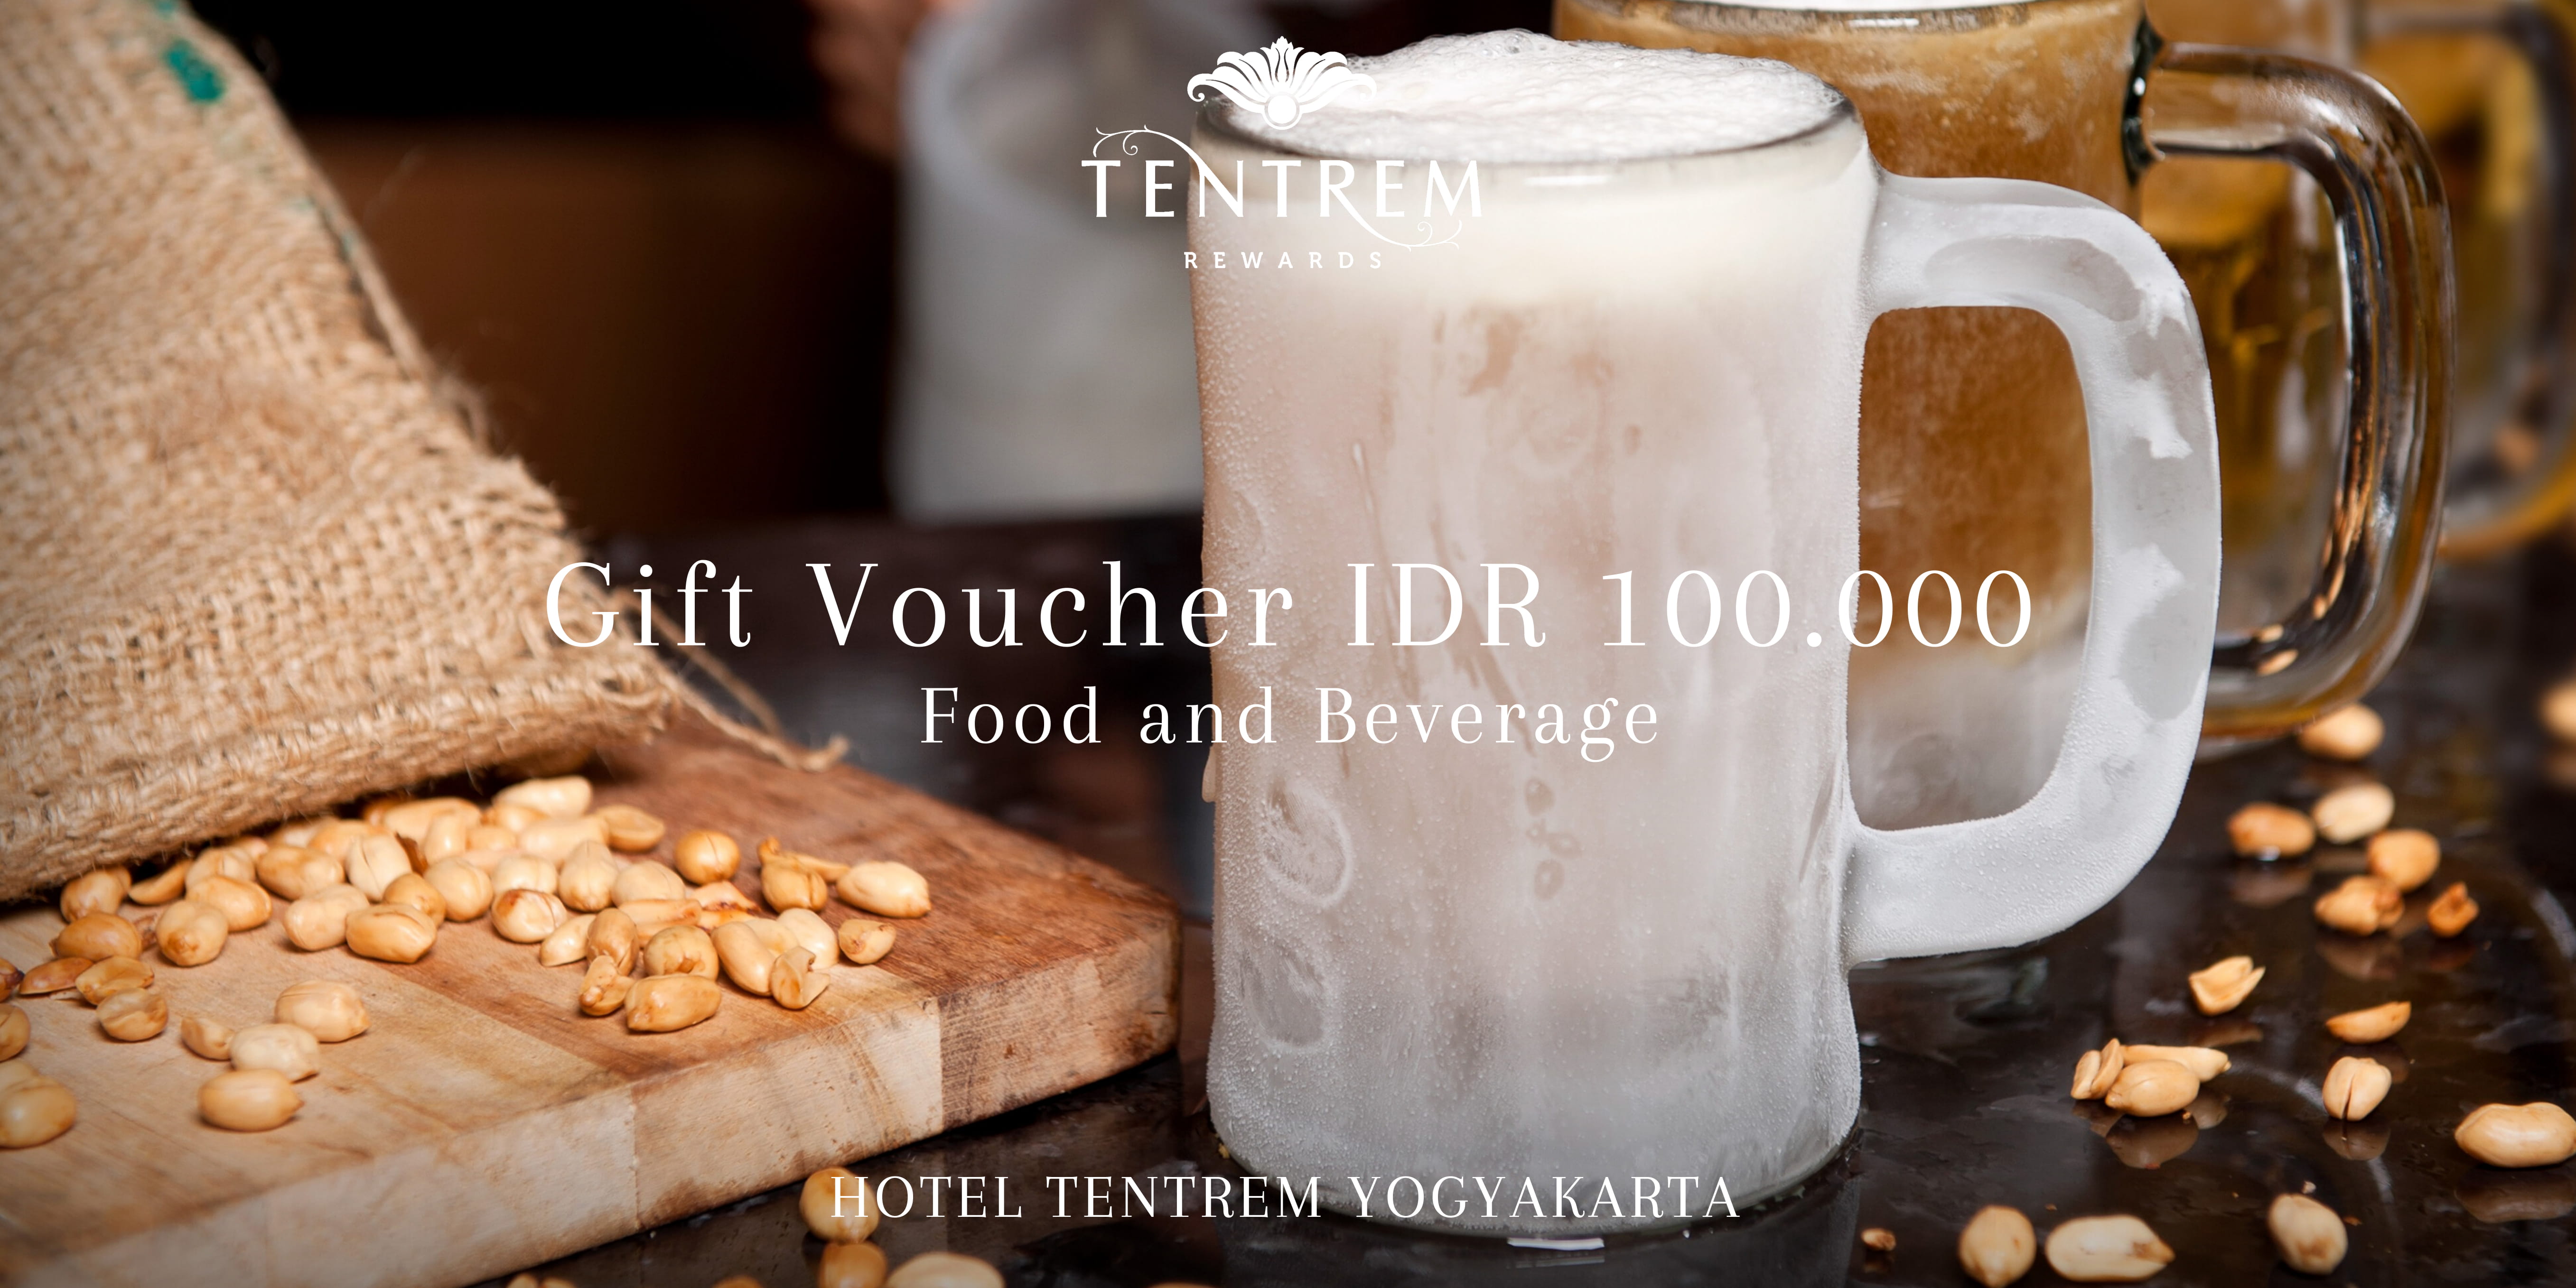 TENTREM
REWARDS
Gift Voucher IDR 100.000
Food and Beverage
HOTEL TENTREM YOGYAKARTA